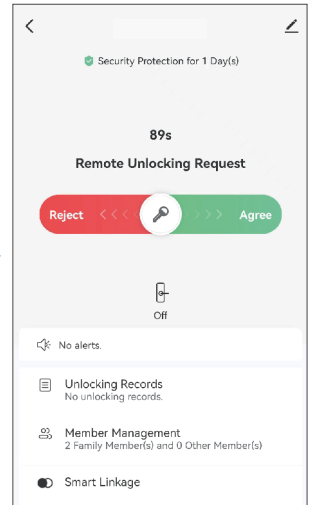 Security Protection for 1 Day(s)
89s
Remote Unlocking Request
Reject <<< >>> Agree
Off
No alerts.
Unlocking Records
No unlocking records.
Member Management
2 Family Member(s) and 0 Other Member(s)
Smart Linkage